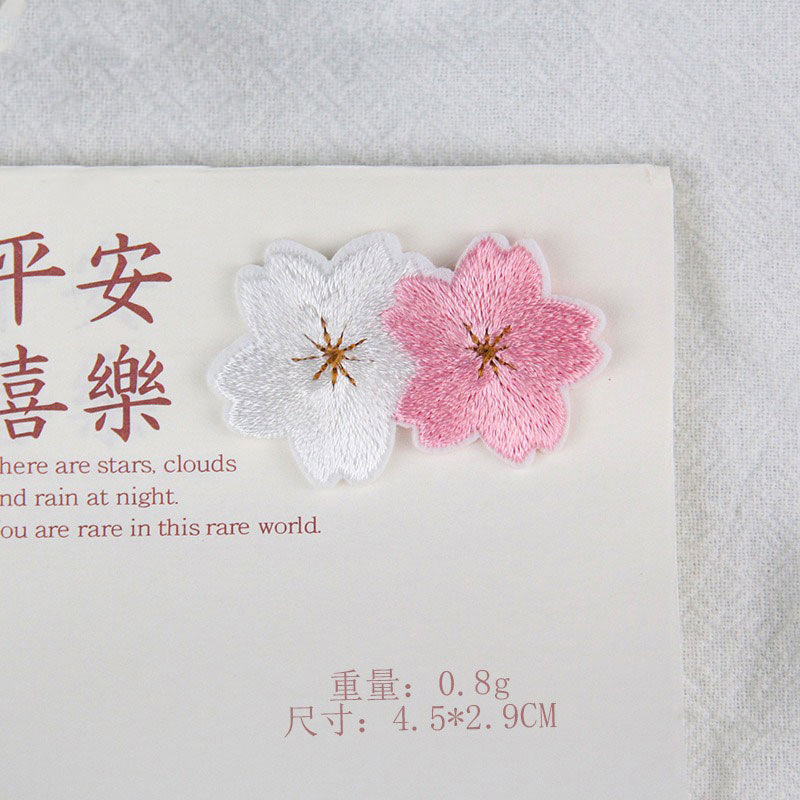 平安
喜樂
here are stars, clouds
nd rain at night.
ou are rare in this rare world.
重量：0.8g
尺寸：4.5*2.9CM